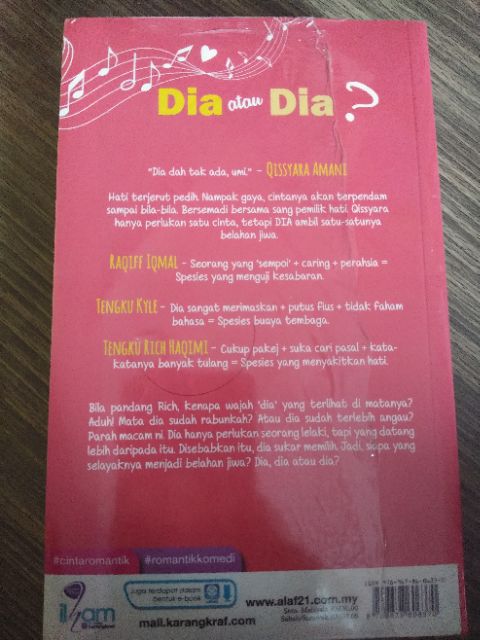 Dia atau Dia?
"Dia dah tak ada, umi." - QISSYARA AMANI
Hati terjerut pedih. Nampak gaya, cintanya akan terpendam
sampai bila-bila. Bersemadi bersama sang pemilik hati. Qissyara
hanya perlukan satu cinta, tetapi DIA ambil satu-satunya
belahan jiwa.
RAQIFF IQMAL - Seorang yang 'sempoi' + caring + perahsia =
Spesies yang menguji kesabaran.
TENGKU KYLE - Dia sangat merimaskan + putus fius + tidak faham
bahasa = Spesies buaya tembaga.
TENGKU RICH HAQIMI - Cukup pakej + suka cari pasal + kata-
katanya banyak tulang = Spesies yang menyakitkan hati.
Bila pandang Rich, kenapa wajah 'dia' yang terlihat di matanya?
Aduh! Mata dia sudah rabunkah? Atau dia sudah terlebih angau?
Parah macam ni. Dia hanya perlukan seorang lelaki, tapi yang datang
lebih daripada itu. Disebabkan itu, dia sukar memilih. Jadi, siapa yang
selayaknya menjadi belahan jiwa? Dia, dia atau dia?
#cintaromantik #romantikkomedi
ilham
juga terdapat dalam
bentuk e-book
mall.karangkraf.com
www.alaf21.com.my